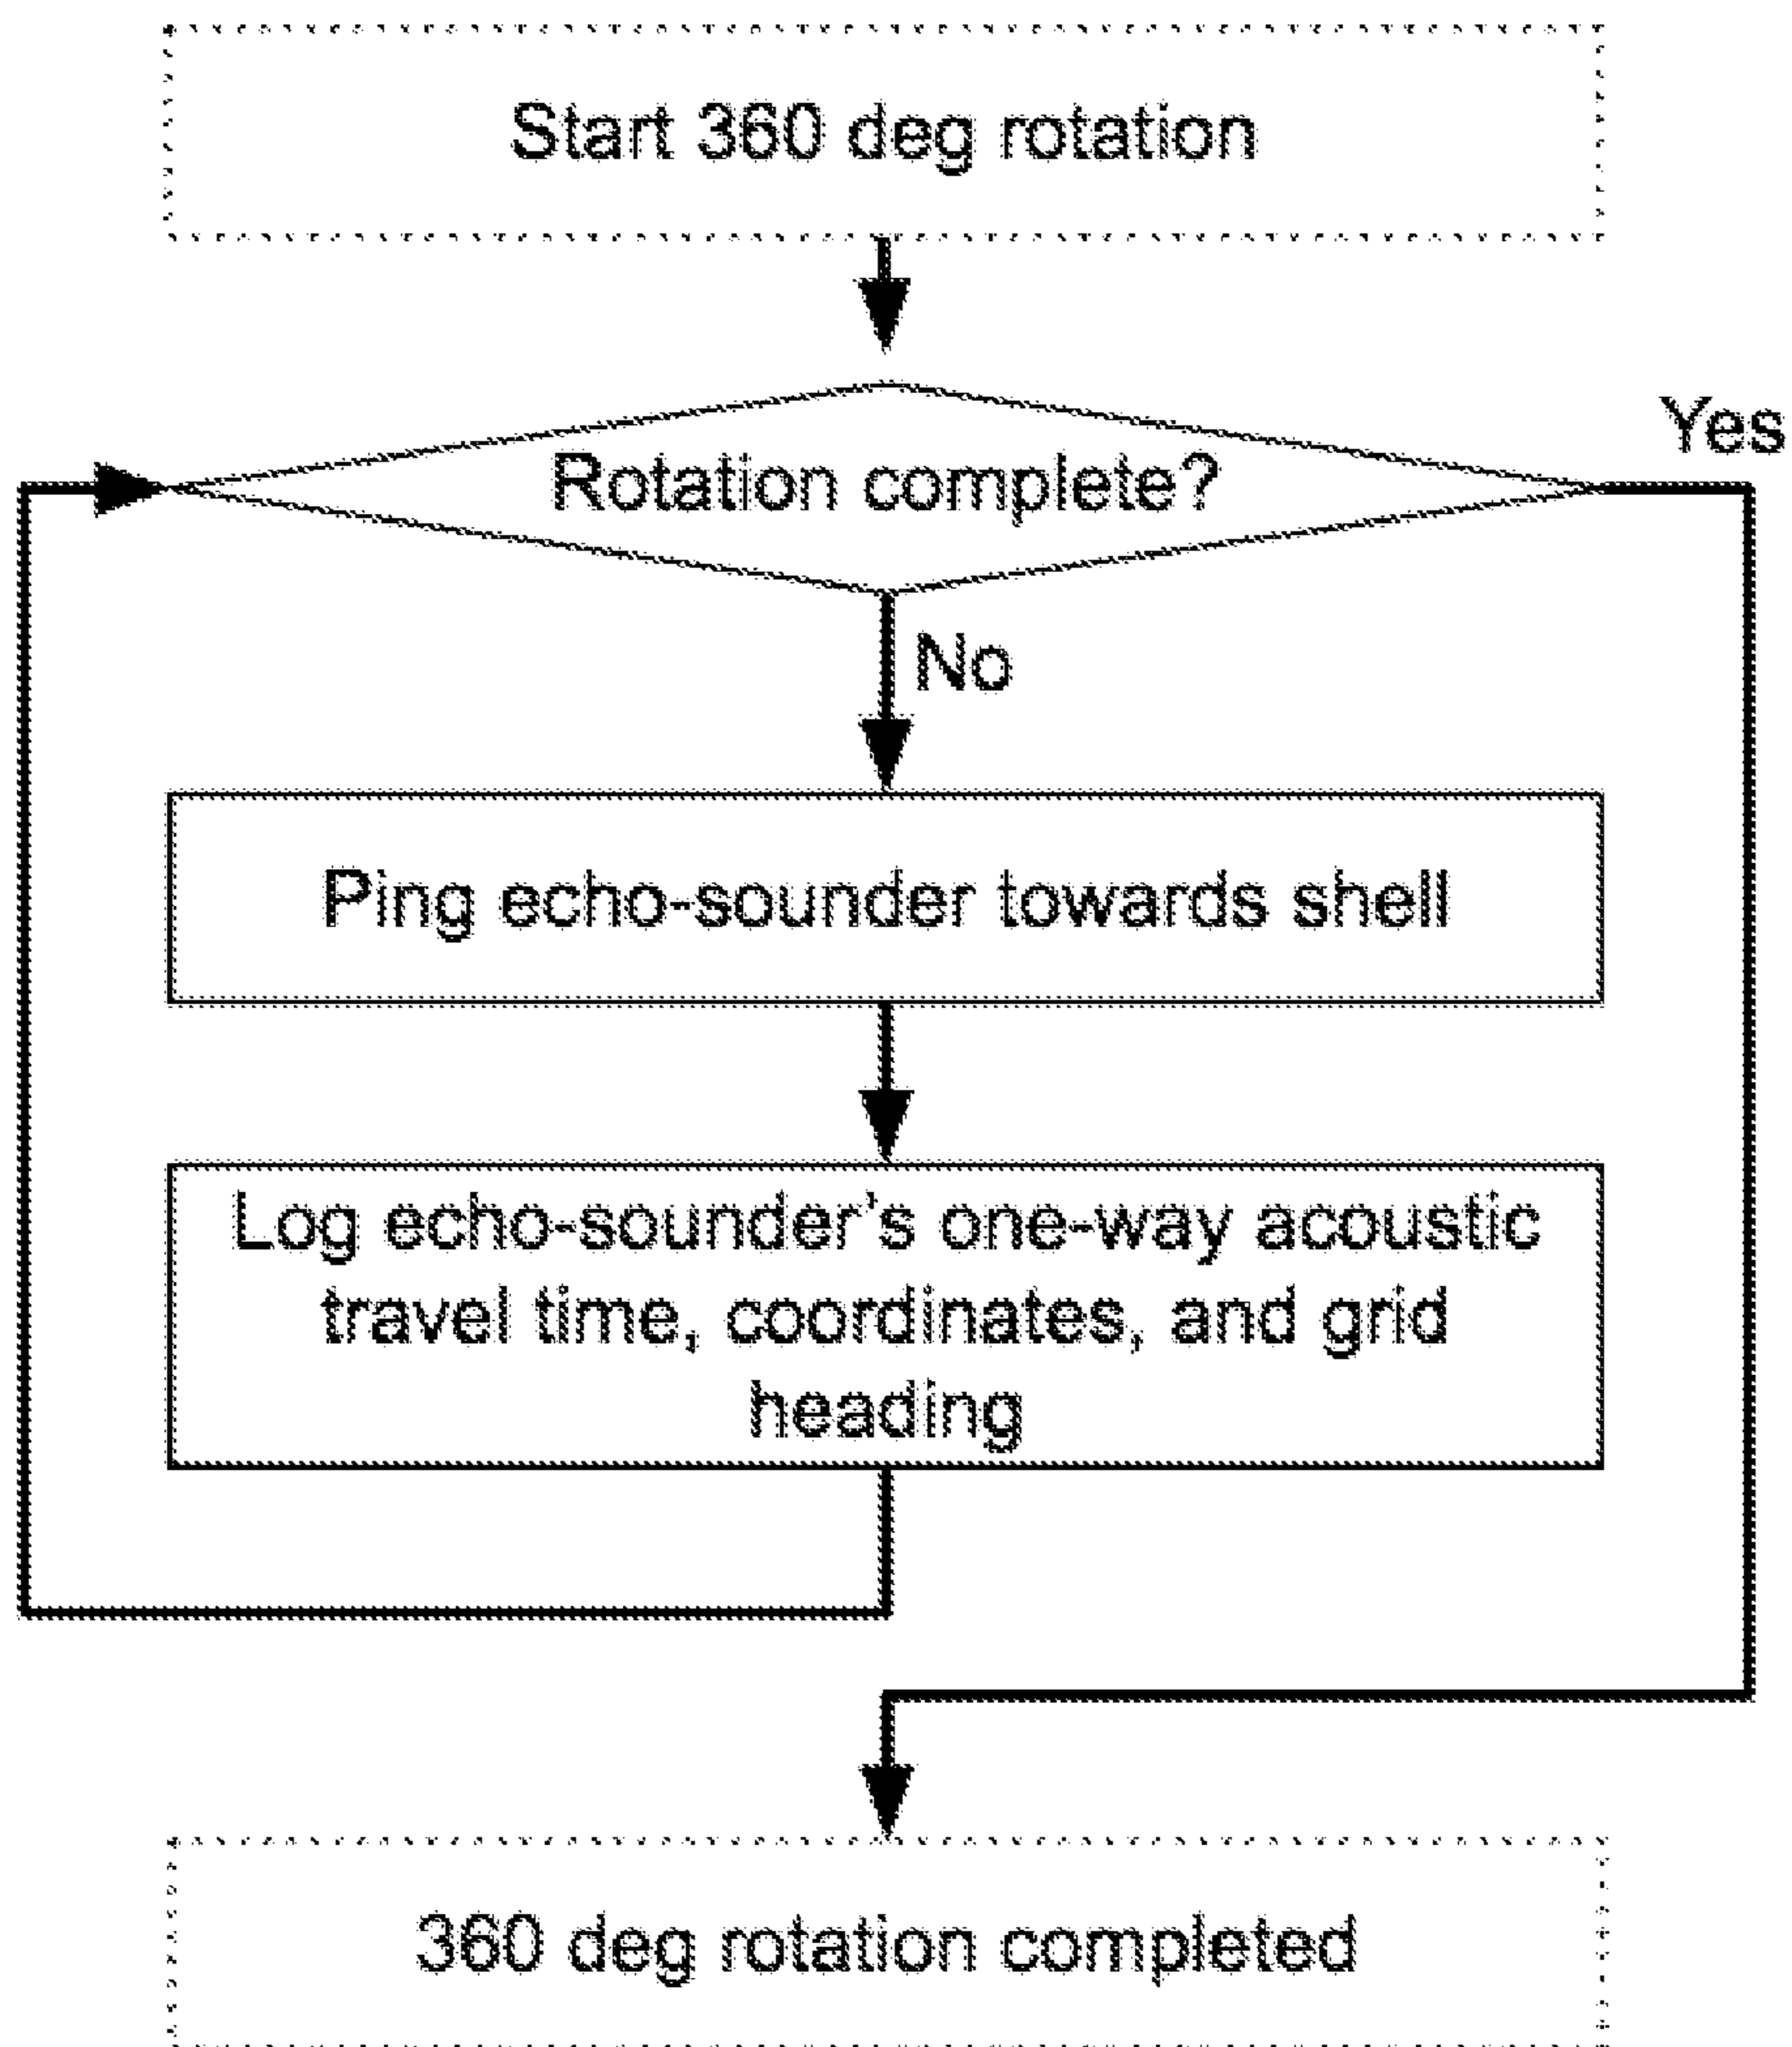 Start 360 deg rotation
Rotation complete?
Yes
No
Ping echo-sounder towards shell
Log echo-sounder's one-way acoustic
travel time, coordinates, and grid
heading
360 deg rotation completed